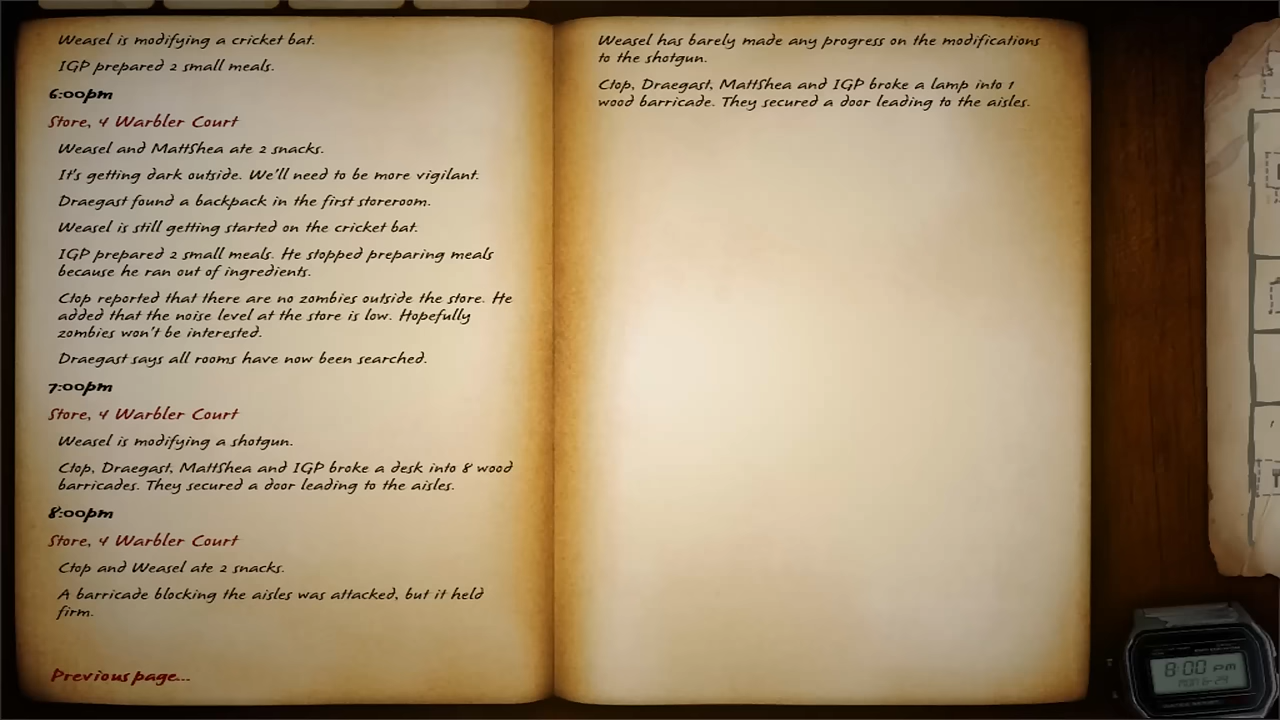 Weasel is modifying a cricket bat.
IGP prepared 2 small meals.
6:00pm
Store, 4 Warbler Court
Weasel and MattShea ate 2 snacks.
It's getting dark outside. We'll need to be more vigilant.
Draegast found a backpack in the first storeroom.
Weasel is still getting started on the cricket bat.
IGP prepared 2 small meals. He stopped preparing meals
because he ran out of ingredients.
Ctop reported that there are no zombies outside the store. He
added that the noise level at the store is low. Hopefully
zombies won't be interested.
Draegast says all rooms have now been searched.
7:00pm
Store, 4 Warbler Court
Weasel is modifying a shotgun.
Ctop, Draegast, MattShea and IGP broke a desk into 8 wood
barricades. They secured a door leading to the aisles.
8:00pm
Store, 4 Warbler Court
Ctop and Weasel ate 2 snacks.
A barricade blocking the aisles was attacked, but it held
firm.
Previous page...
Weasel has barely made any progress on the modifications
to the shotgun.
Ctop, Draegast, MattShea and IGP broke a lamp into 1
wood barricade. They secured a door leading to the aisles.
8:00 PM